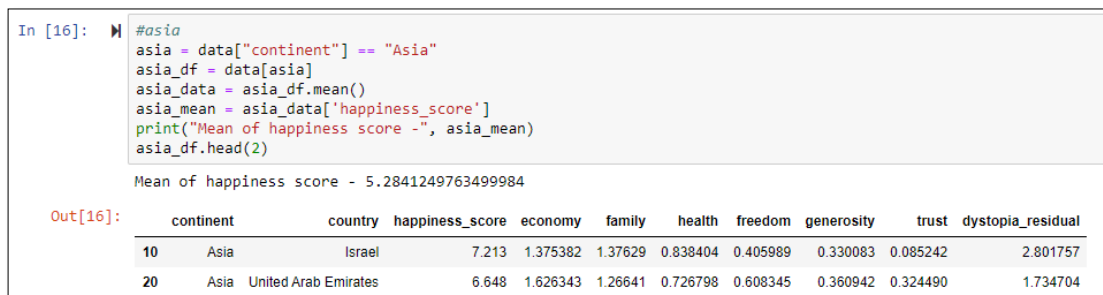 In [16]:
#asia
asia = data["continent"] == "Asia"
asia_df = data[asia]
asia_data = asia_df.mean()
asia_mean = asia_data['happiness_score']
print("Mean of happiness score -", asia_mean)
asia_df.head(2)
Mean of happiness score - 5.2841249763499984
Out[16]:
continent country happiness_score economy family health freedom generosity trust dystopia_residual
10 Asia Israel 7.213 1.375382 1.37629 0.838404 0.405989 0.330083 0.085242 2.801757
20 Asia United Arab Emirates 6.648 1.626343 1.26641 0.726798 0.608345 0.360942 0.324490 1.734704